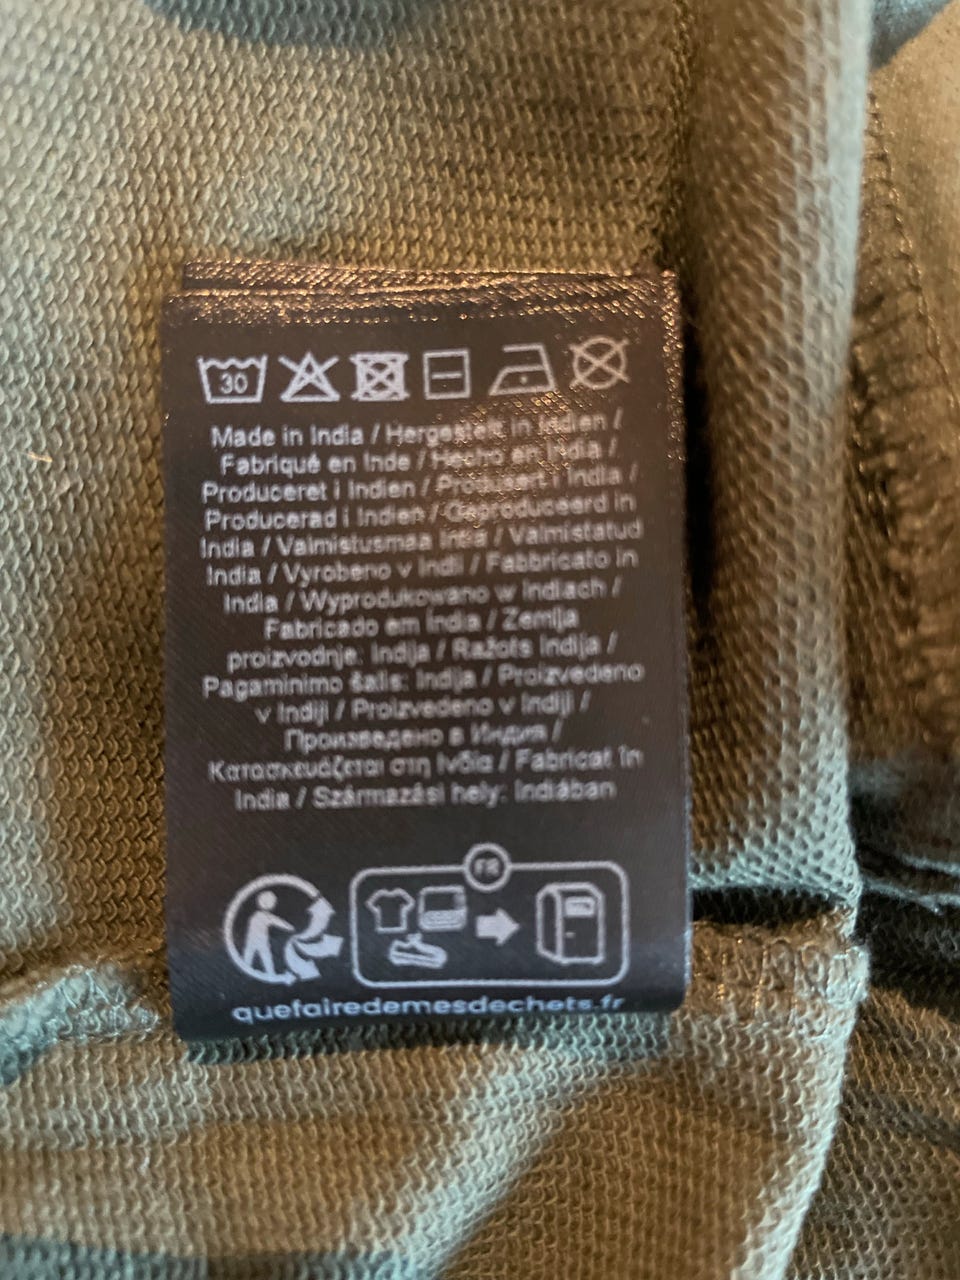 30
Made in India / Hergestellt in Indien /
Fabriqué en Inde / Hecho en India /
Produceret i Indien / Produsert i India /
Producerad i Indien / Geproduceerd in
India / Valmistusmaa Intia / Valmistatud
India / Vyrobeno v Indii / Fabbricato in
India / Wyprodukowano w Indiach /
Fabricado em Índia / Zemlja
proizvodnje: Indija / Ražots Indija /
Pagaminimo šalis: Indija / Proizvedeno
v Indiji / Proizvedeno v Indiji /
Произведено в Индия /
Κατασκευάζεται στη Ινδία / Fabricat în
India / Származási hely: Indiában
FR
quefairedemesdechets.fr